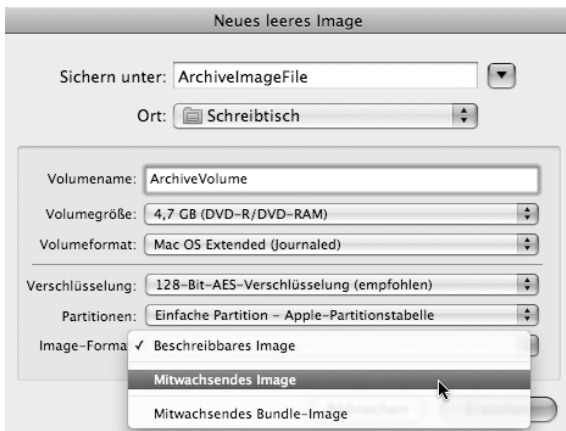 Neues leeres Image
Sichern unter: ArchiveImageFile
Ort: Schreibtisch
Volumename: ArchiveVolume
Volumegröße: 4,7 GB (DVD-R/DVD-RAM)
Volumeformat: Mac OS Extended (Journaled)
Verschlüsselung: 128-Bit-AES-Verschlüsselung (empfohlen)
Partitionen: Einfache Partition – Apple-Partitionstabelle
Image-Forma ✓ Beschreibbares Image
Mitwachsendes Image
Mitwachsendes Bundle-Image